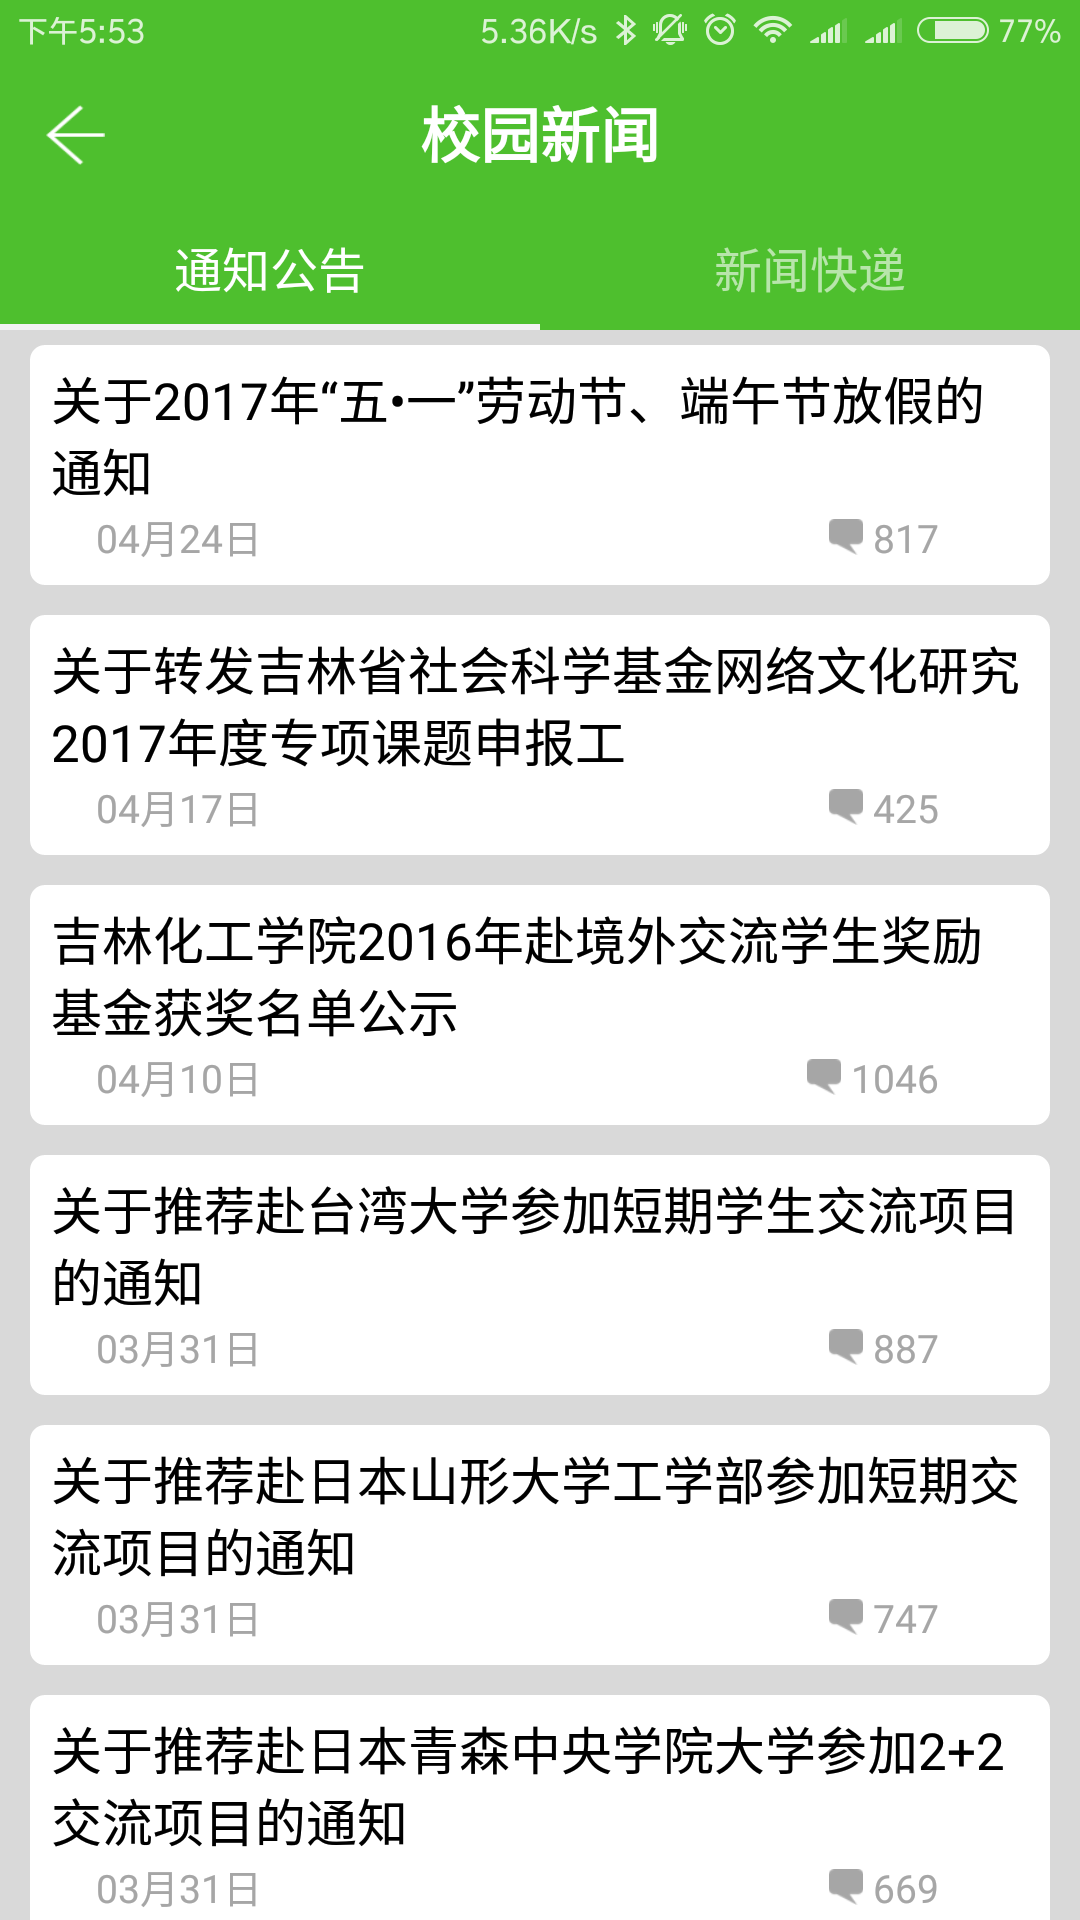 下午5:53 5.36K/s 77%
校园新闻
通知公告 新闻快递
关于2017年“五•一”劳动节、端午节放假的
通知
04月24日 817
关于转发吉林省社会科学基金网络文化研究
2017年度专项课题申报工
04月17日 425
吉林化工学院2016年赴境外交流学生奖励
基金获奖名单公示
04月10日 1046
关于推荐赴台湾大学参加短期学生交流项目
的通知
03月31日 887
关于推荐赴日本山形大学工学部参加短期交
流项目的通知
03月31日 747
关于推荐赴日本青森中央学院大学参加2+2
交流项目的通知
03月31日 669